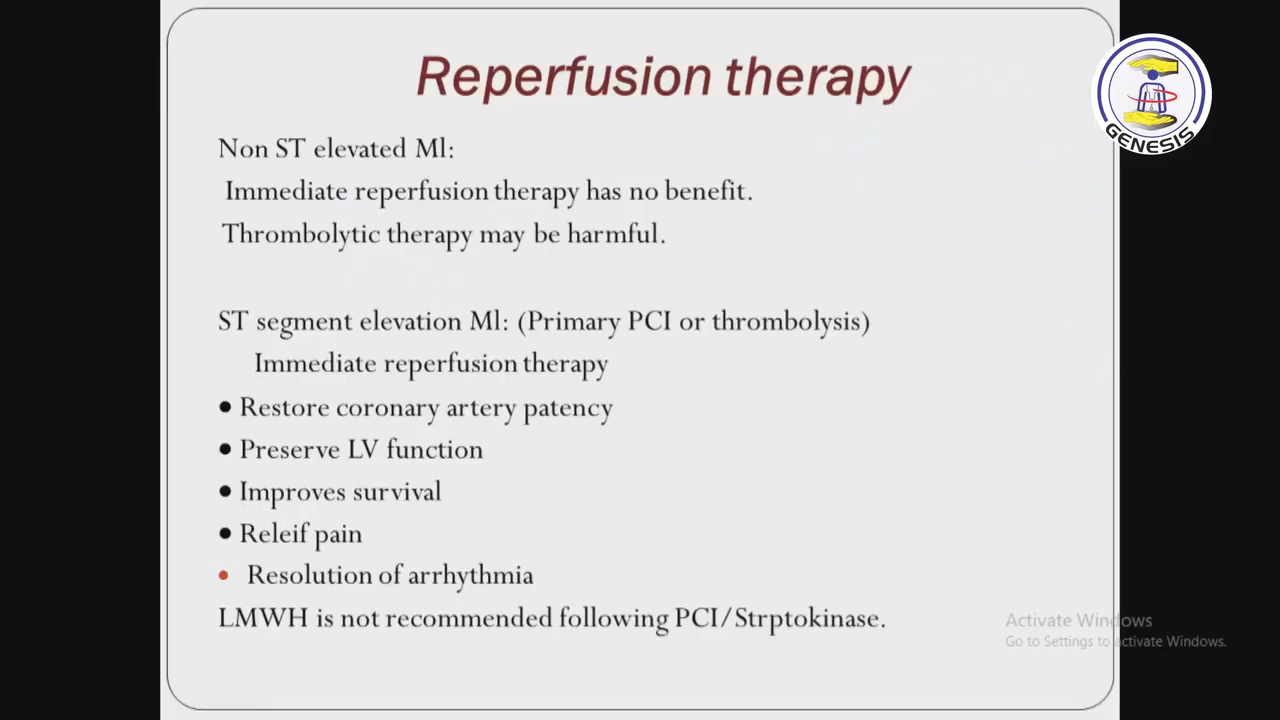 Reperfusion therapy
GENESIS
Non ST elevated Ml:
Immediate reperfusion therapy has no benefit.
Thrombolytic therapy may be harmful.
ST segment elevation Ml: (Primary PCI or thrombolysis)
Immediate reperfusion therapy
• Restore coronary artery patency
• Preserve LV function
• Improves survival
• Releif pain
• Resolution of arrhythmia
LMWH is not recommended following PCI/Strptokinase.
Activate Windows
Go to Settings to activate Windows.